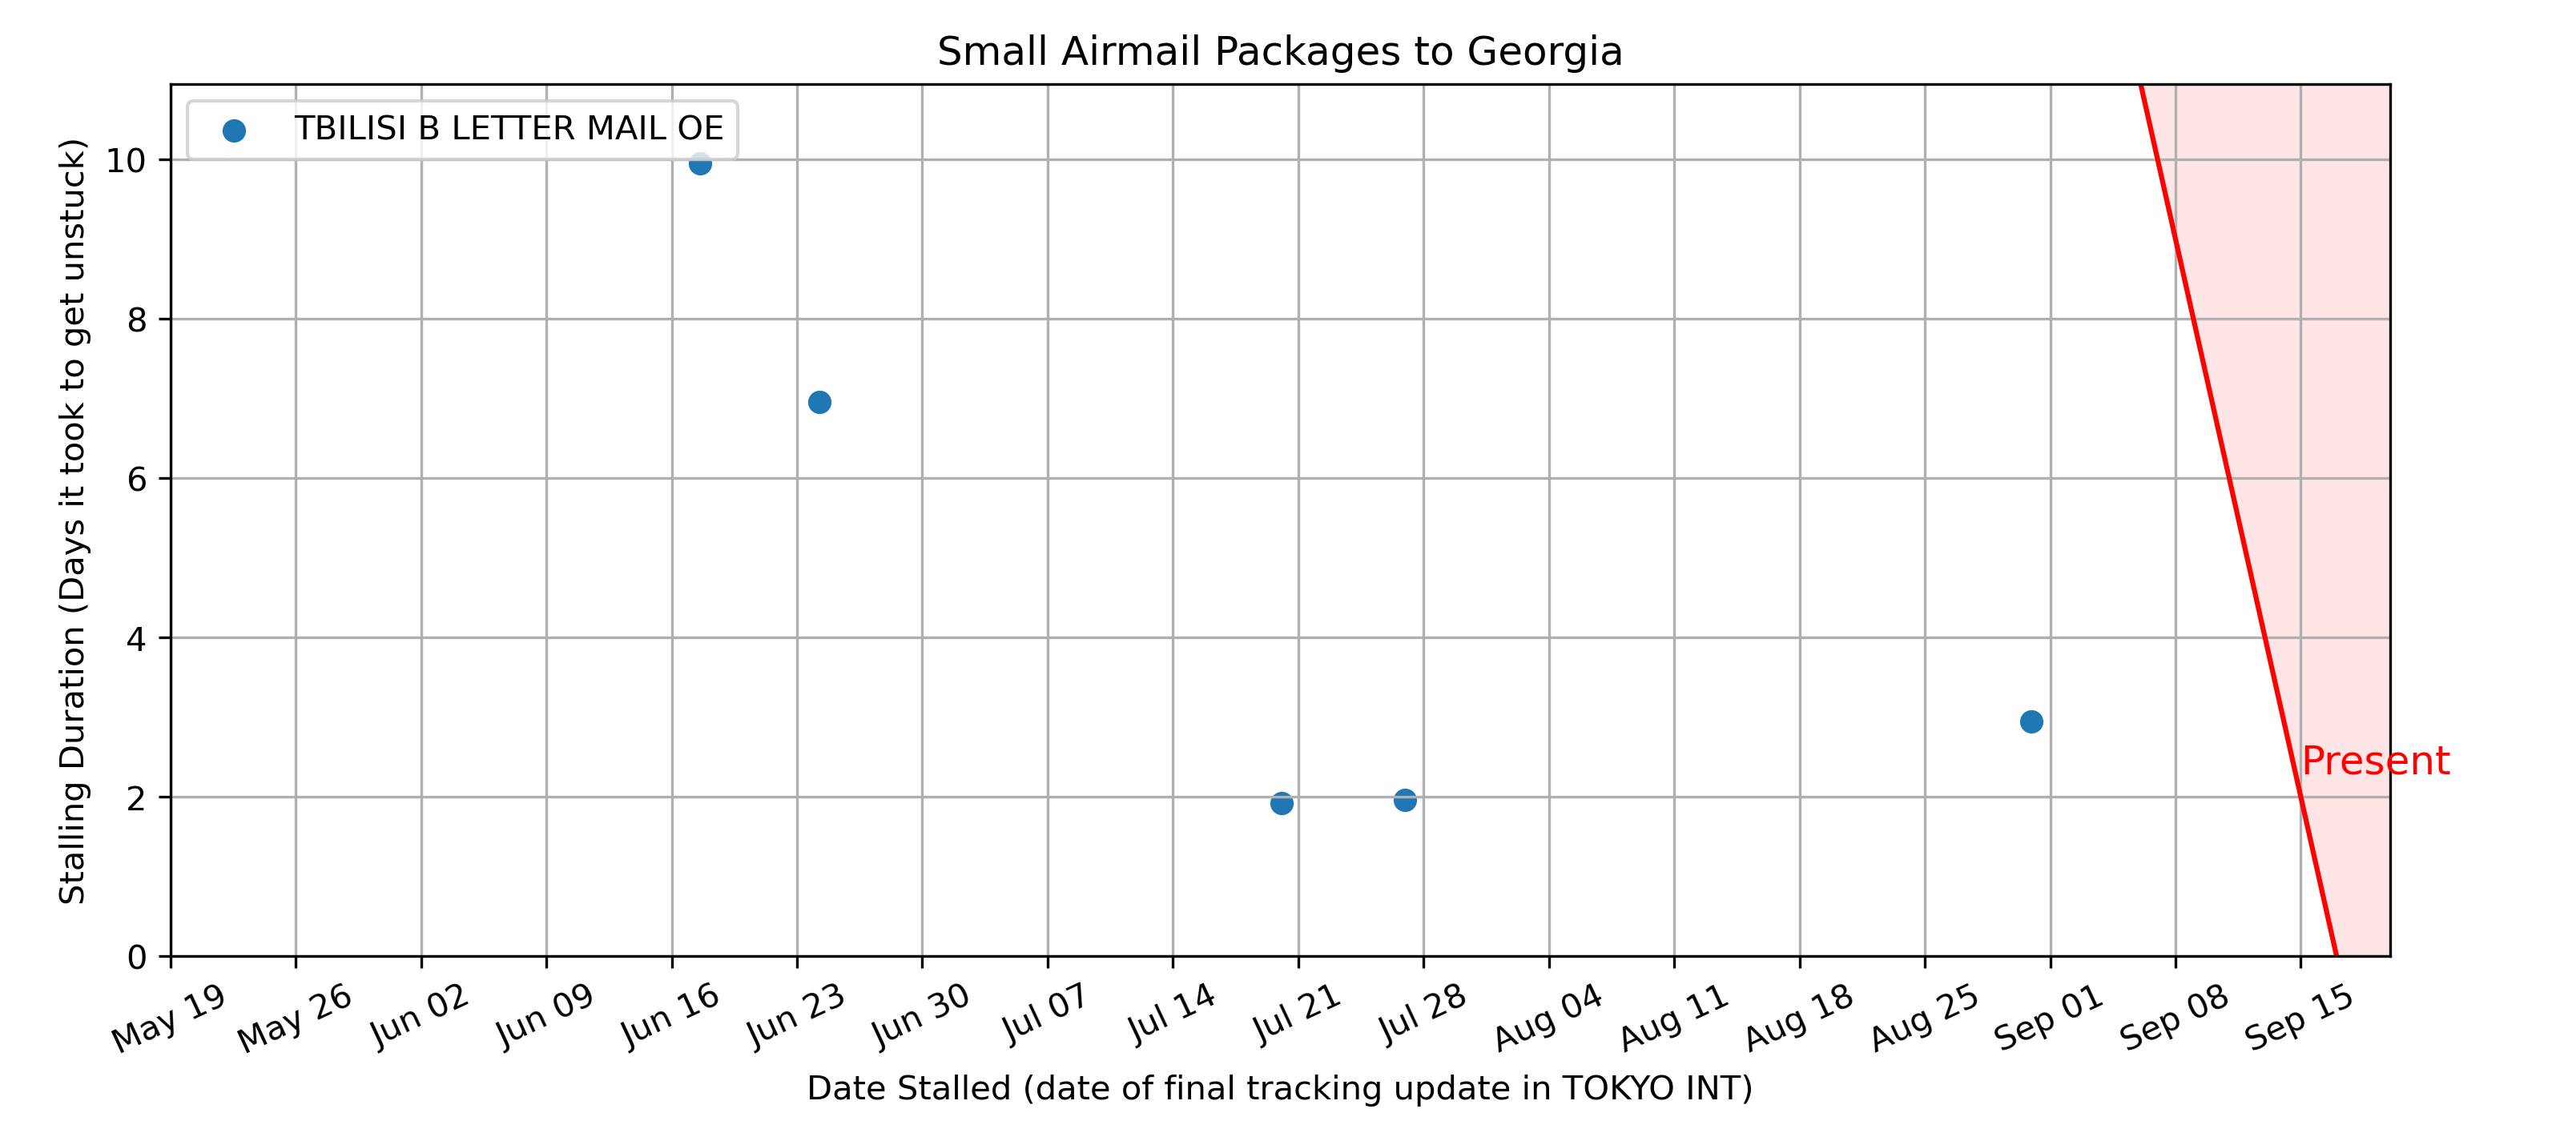 Small Airmail Packages to Georgia
TBILISI B LETTER MAIL OE
Stalling Duration (Days it took to get unstuck)
10
8
6
4
2
0
Present
May 19
May 26
Jun 02
Jun 09
Jun 16
Jun 23
Jun 30
Jul 07
Jul 14
Jul 21
Jul 28
Aug 04
Aug 11
Aug 18
Aug 25
Sep 01
Sep 08
Sep 15
Date Stalled (date of final tracking update in TOKYO INT)